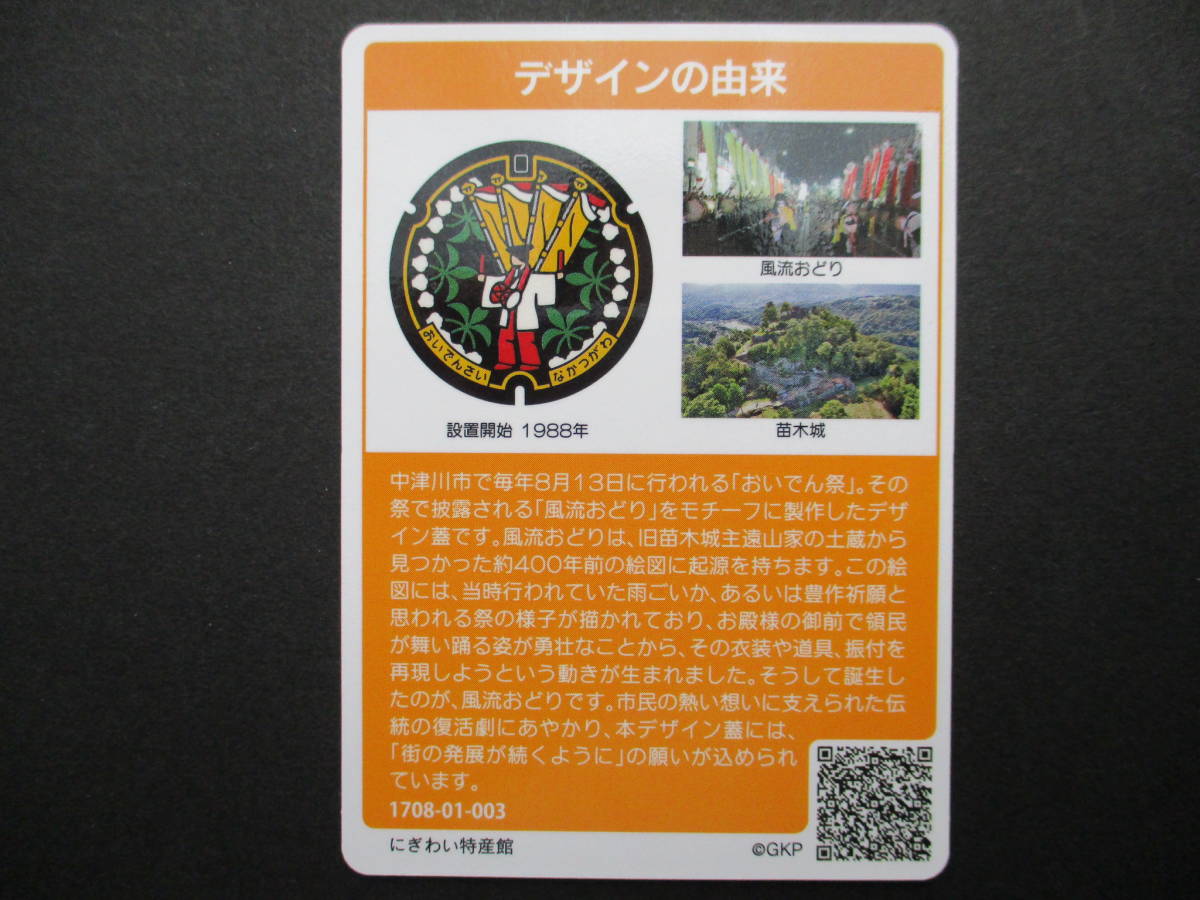 デザインの由来
おいでんさい
なかつがわ
設置開始 1988年
風流おどり
苗木城
中津川市で毎年8月13日に行われる「おいでん祭」。その
祭で披露される「風流おどり」をモチーフに製作したデザ
イン蓋です。風流おどりは、旧苗木城主遠山家の土蔵から
見つかった約400年前の絵図に起源を持ちます。この絵
図には、当時行われていた雨ごいか、あるいは豊作祈願と
思われる祭の様子が描かれており、お殿様の御前で領民
が舞い踊る姿が勇壮なことから、その衣装や道具、振付を
再現しようという動きが生まれました。そうして誕生し
たのが、風流おどりです。市民の熱い想いに支えられた伝
統の復活劇にあやかり、本デザイン蓋には、
「街の発展が続くように」の願いが込められ
ています。
1708-01-003
にぎわい特産館
©GKP